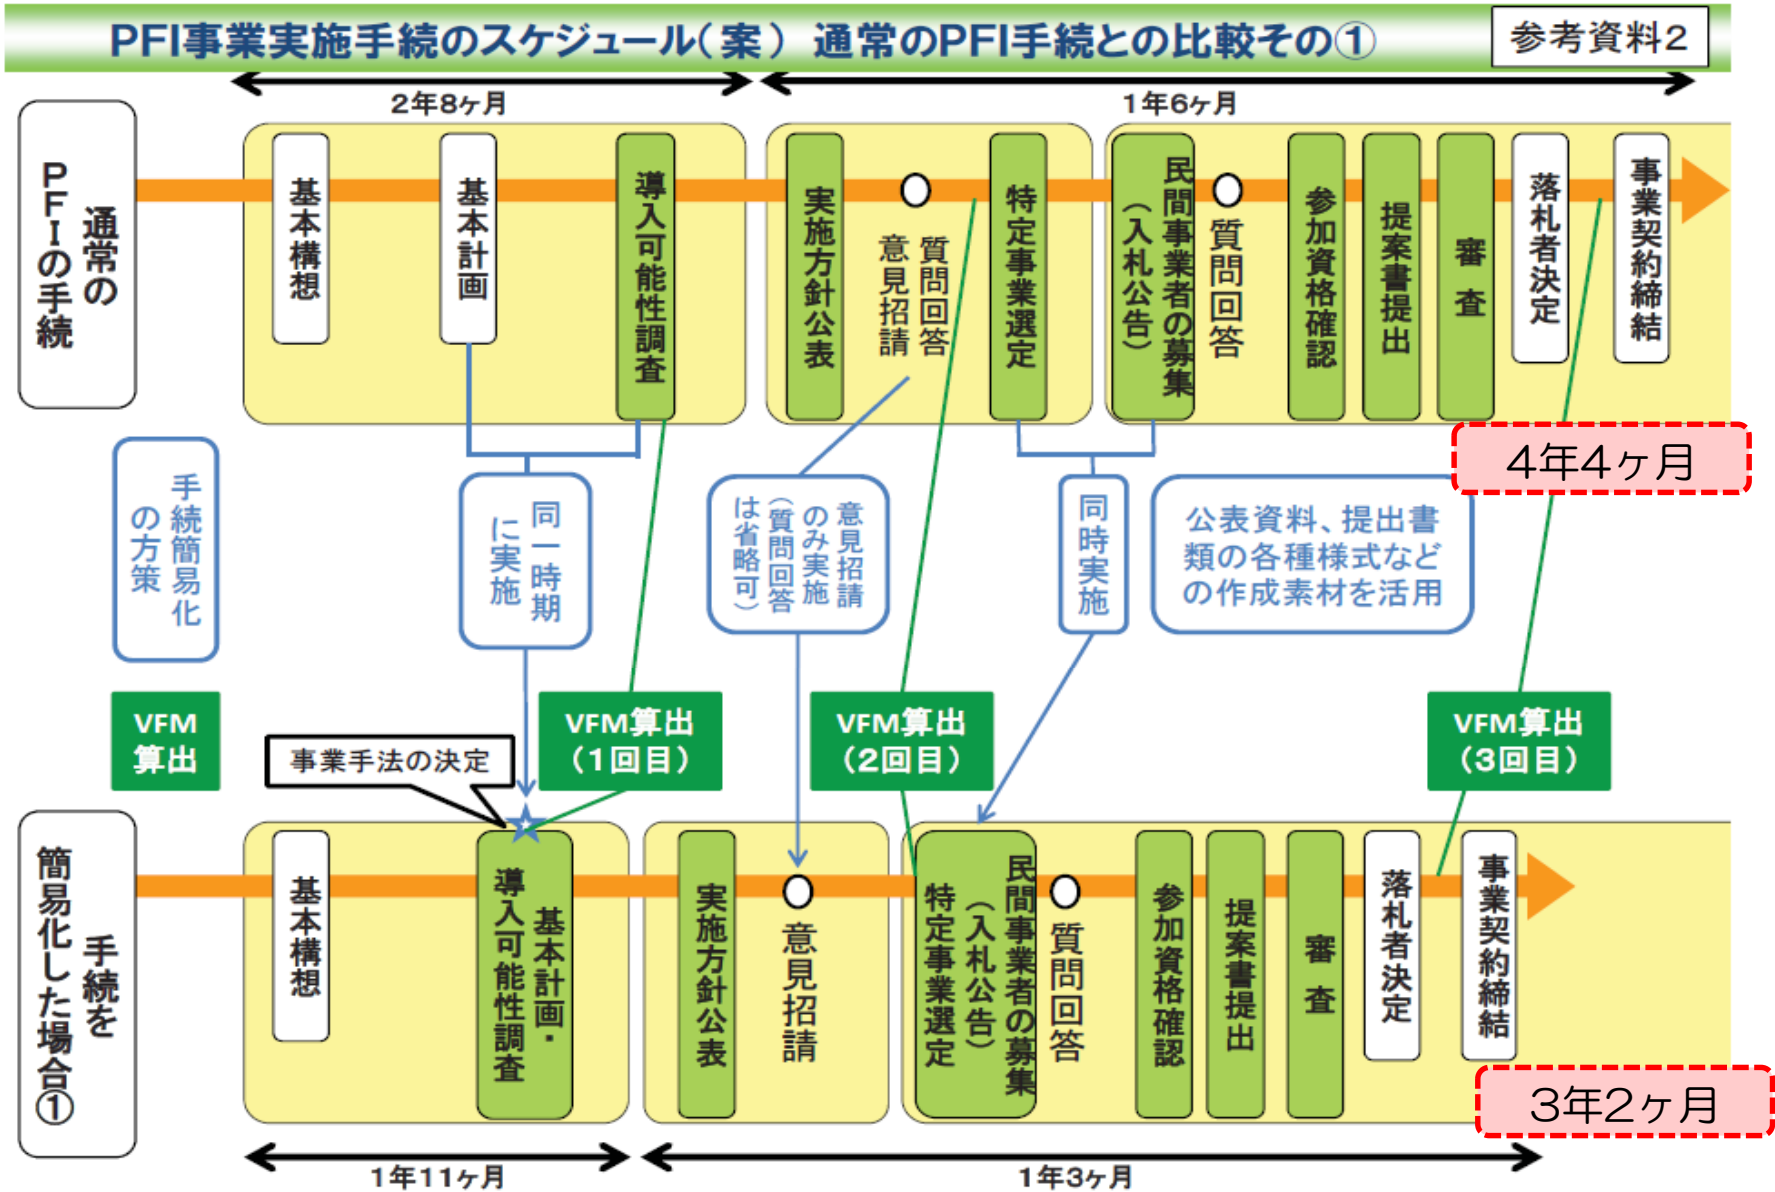 PFI事業実施手続のスケジュール(案) 通常のPFI手続との比較その①
参考資料2
2年8ヶ月
1年6ヶ月
通常の
PFIの手続
基本構想
基本計画
導入可能性調査
実施方針公表
質問回答
意見招請
特定事業選定
民間事業者の募集
(入札公告)
質問回答
参加資格確認
提案書提出
審査
落札者決定
事業契約締結
4年4ヶ月
手続簡易化
の方策
同一時期
に実施
意見招請
のみ実施
(質問回答
は省略可)
同時実施
公表資料、提出書
類の各種様式など
の作成素材を活用
VFM
算出
事業手法の決定
VFM算出
(1回目)
VFM算出
(2回目)
VFM算出
(3回目)
手続を
簡易化した場合①
基本構想
基本計画・
導入可能性調査
実施方針公表
意見招請
民間事業者の募集
(入札公告)
特定事業選定
質問回答
参加資格確認
提案書提出
審査
落札者決定
事業契約締結
3年2ヶ月
1年11ヶ月
1年3ヶ月